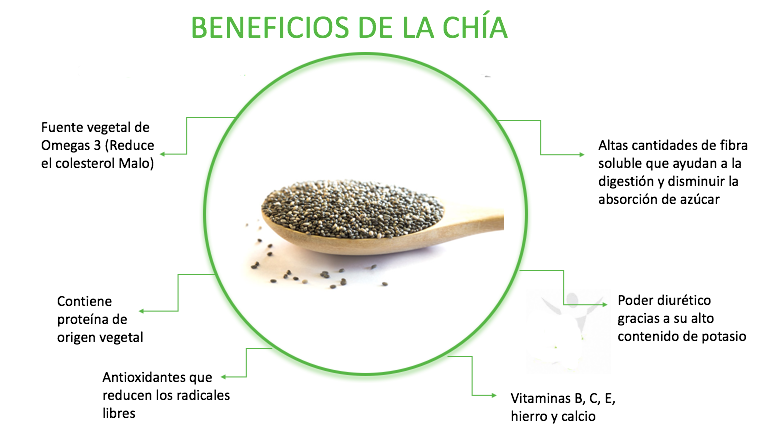 BENEFICIOS DE LA CHÍA
Fuente vegetal de
Omegas 3 (Reduce
el colesterol Malo)
Altas cantidades de fibra
soluble que ayudan a la
digestión y disminuir la
absorción de azúcar
Contiene
proteína de
origen vegetal
Poder diurético
gracias a su alto
contenido de potasio
Antioxidantes que
reducen los radicales
libres
Vitaminas B, C, E,
hierro y calcio